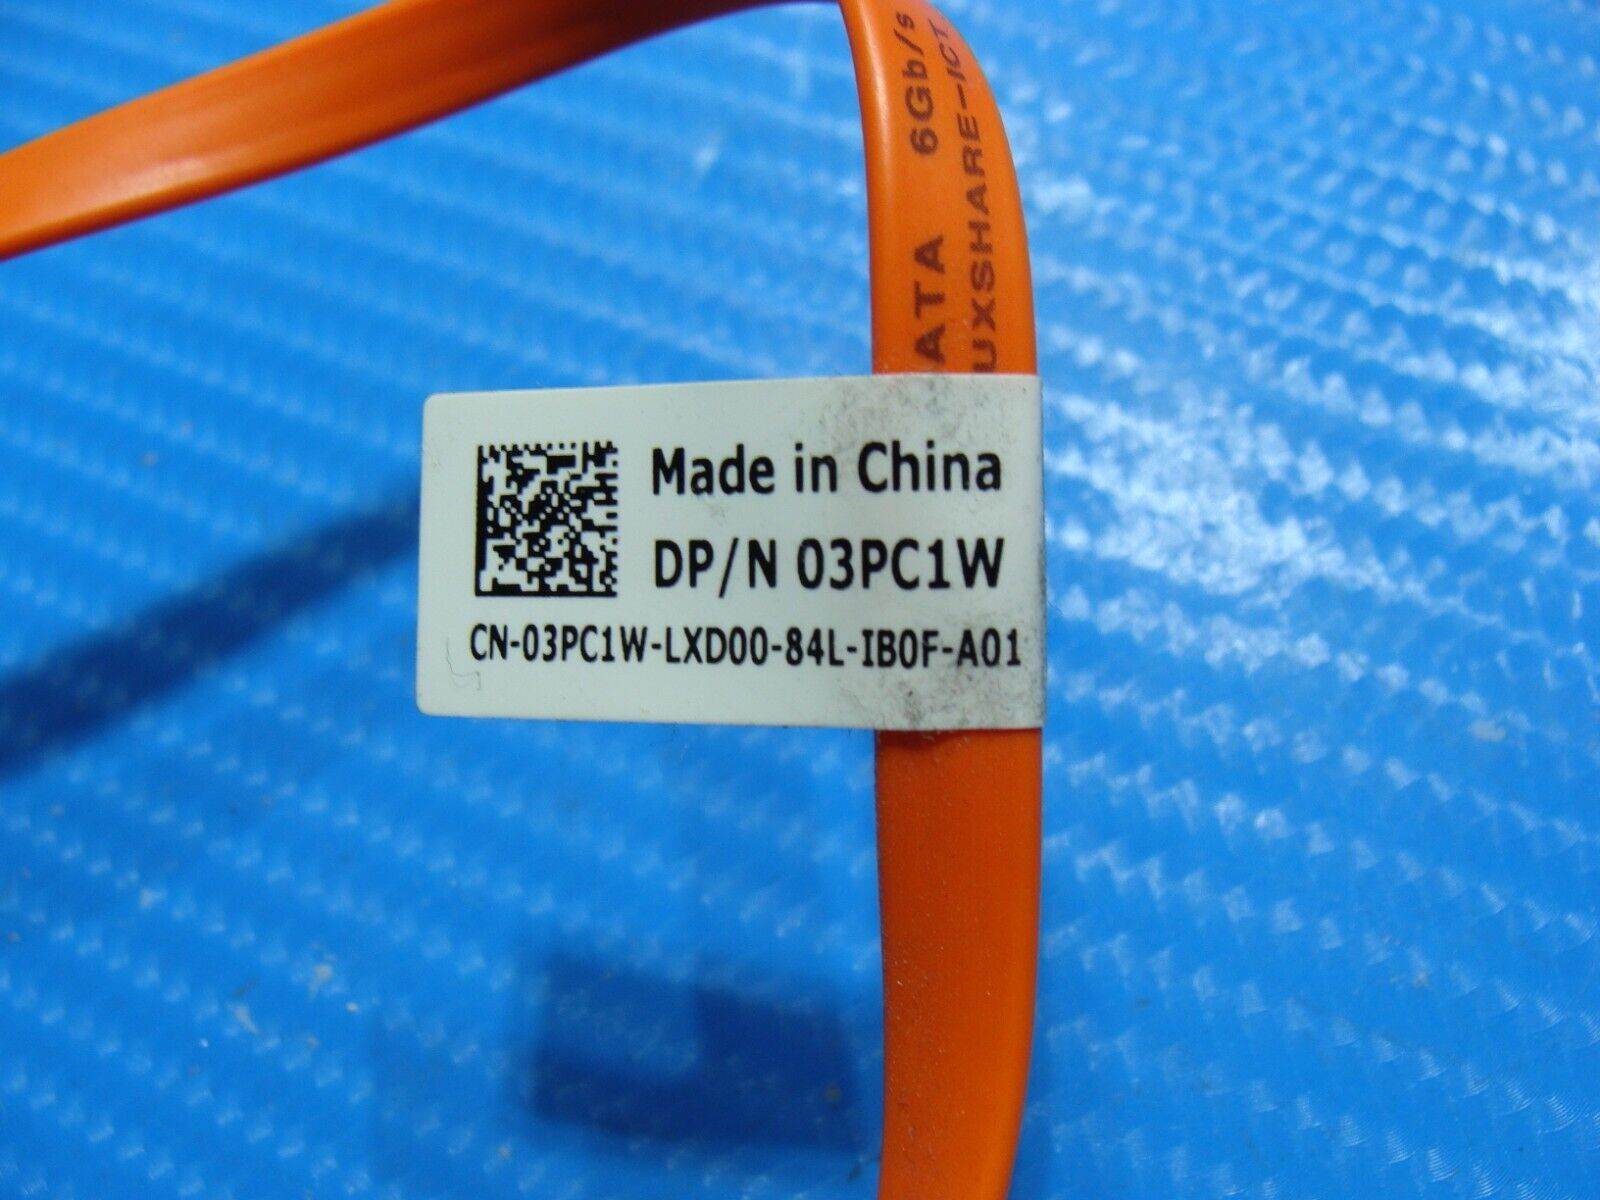 ATA 6Gb/s
UXSHARE-ICT
Made in China
DP/N 03PC1W
CN-03PC1W-LXD00-84L-IB0F-A01